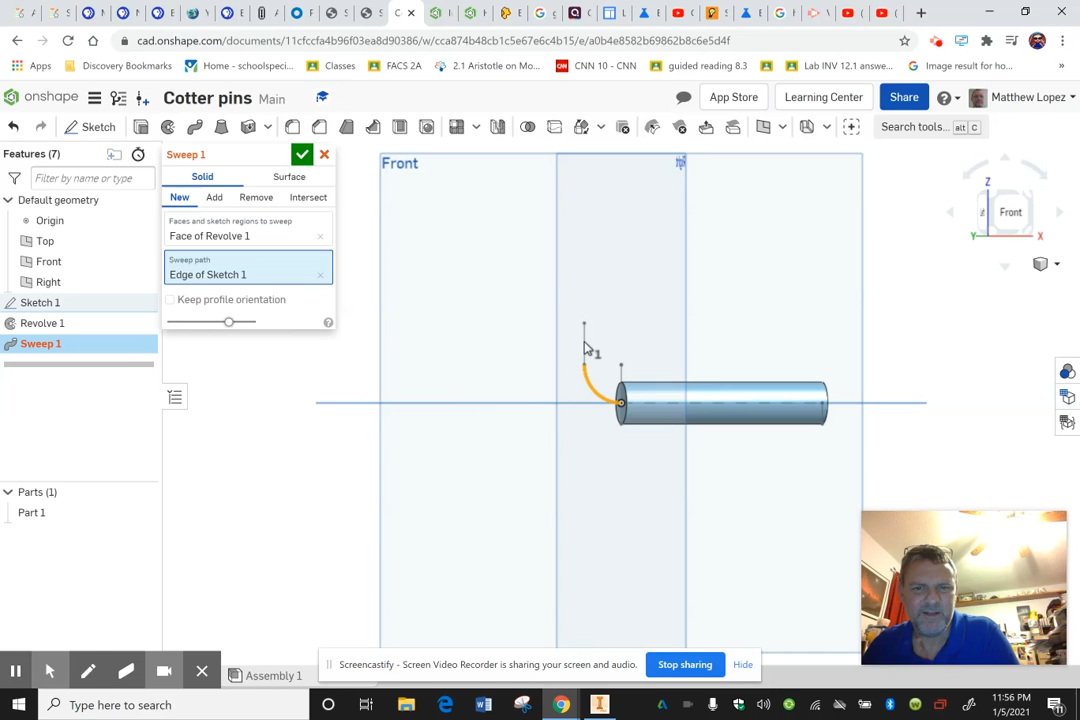 cad.onshape.com/documents/11cfccfa4b96f03ea8d90386/w/cca874b48cb1c5e67e6c4b15/e/a0b4e8582b69862b8c6e5d4f
Apps
Discovery Bookmarks
Home - schoolspeci...
Classes
FACS 2A
2.1 Aristotle on Mo...
CNN 10 - CNN
guided reading 8.3
Lab INV 12.1 answe...
Image result for ho...
onshape
Cotter pins Main
App Store
Learning Center
Share
Matthew Lopez
Sketch
Search tools...
alt C
Features (7)
Sweep 1
Filter by name or type
Solid
Surface
Default geometry
New
Add
Remove
Intersect
Origin
Top
Front
Right
Faces and sketch regions to sweep
Face of Revolve 1
Sweep path
Edge of Sketch 1
Keep profile orientation
Sketch 1
Revolve 1
Sweep 1
Parts (1)
Part 1
Front
Z
Front
Y
X
1
Assembly 1
Screencastify - Screen Video Recorder is sharing your screen and audio.
Stop sharing
Hide
Type here to search
11:56 PM
1/5/2021